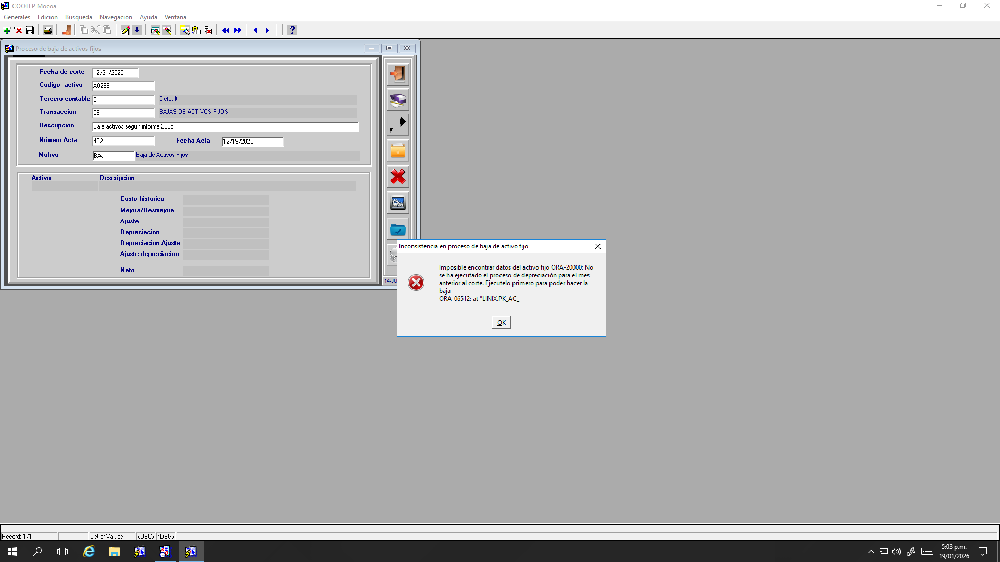 COOTEP Mocoa
Generales Edicion Busqueda Navegacion Ayuda Ventana
Proceso de baja de activos fijos
Fecha de corte 12/31/2025
Codigo activo A0288
Tercero contable 0 Default
Transaccion 06 BAJAS DE ACTIVOS FIJOS
Descripcion Baja activos segun informe 2025
Número Acta 492 Fecha Acta 12/19/2025
Motivo BAJ Baja de Activos FIjos
Activo Descripcion
Costo historico
Mejora/Desmejora
Ajuste
Depreciacion
Depreciacion Ajuste
Ajuste depreciacion
Neto
14-JU
Inconsistencia en proceso de baja de activo fijo
Imposible encontrar datos del activo fijo ORA-20000: No
se ha ejecutado el proceso de depreciación para el mes
anterior al corte. Ejecutelo primero para poder hacer la
baja
ORA-06512: at "LINIX.PK_AC_
OK
Record: 1/1 List of Values <OSC> <DBG>
5:03 p.m.
19/01/2026